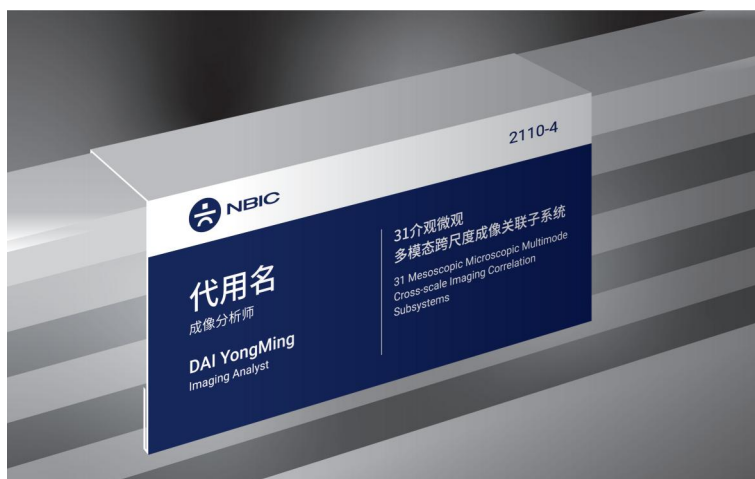 2110-4
NBIC
代用名
成像分析师
DAI YongMing
Imaging Analyst
31介观微观
多模态跨尺度成像关联子系统
31 Mesoscopic Microscopic Multimode
Cross-scale Imaging Correlation
Subsystems